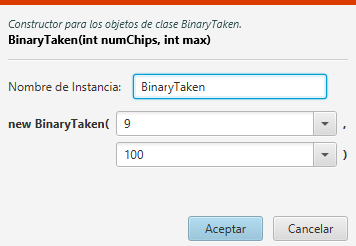 Constructor para los objetos de clase BinaryTaken.
BinaryTaken(int numChips, int max)
Nombre de Instancia: BinaryTaken
new BinaryTaken( 9 ,
100 )
Aceptar Cancelar